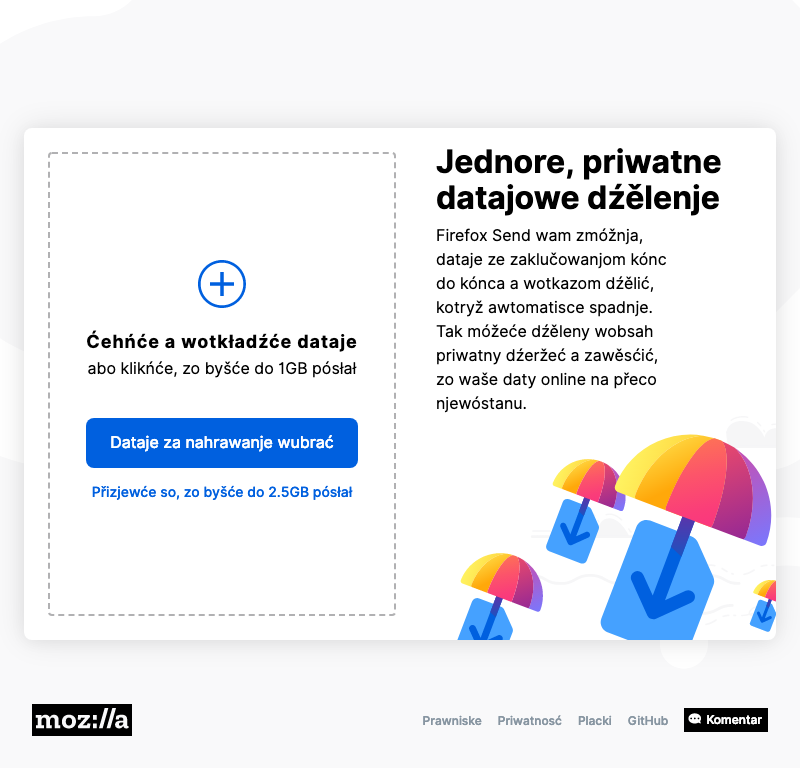 Ćehńće a wotkładźće dataje
abo klikńće, zo byšće do 1GB pósłał
Dataje za nahrawanje wubrać
Přizjewće so, zo byšće do 2.5GB pósłał
Jednore, priwatne
datajowe dźělenje
Firefox Send wam zmóžnja,
dataje ze zaklučowanjom kónc
do kónca a wotkazom dźělić,
kotryž awtomatisce spadnje.
Tak móžeće dźěleny wobsah
priwatny dźeržeć a zawěsćić,
zo waše daty online na přeco
njewóstanu.
moz://a
Prawniske
Priwatnosć
Placki
GitHub
Komentar